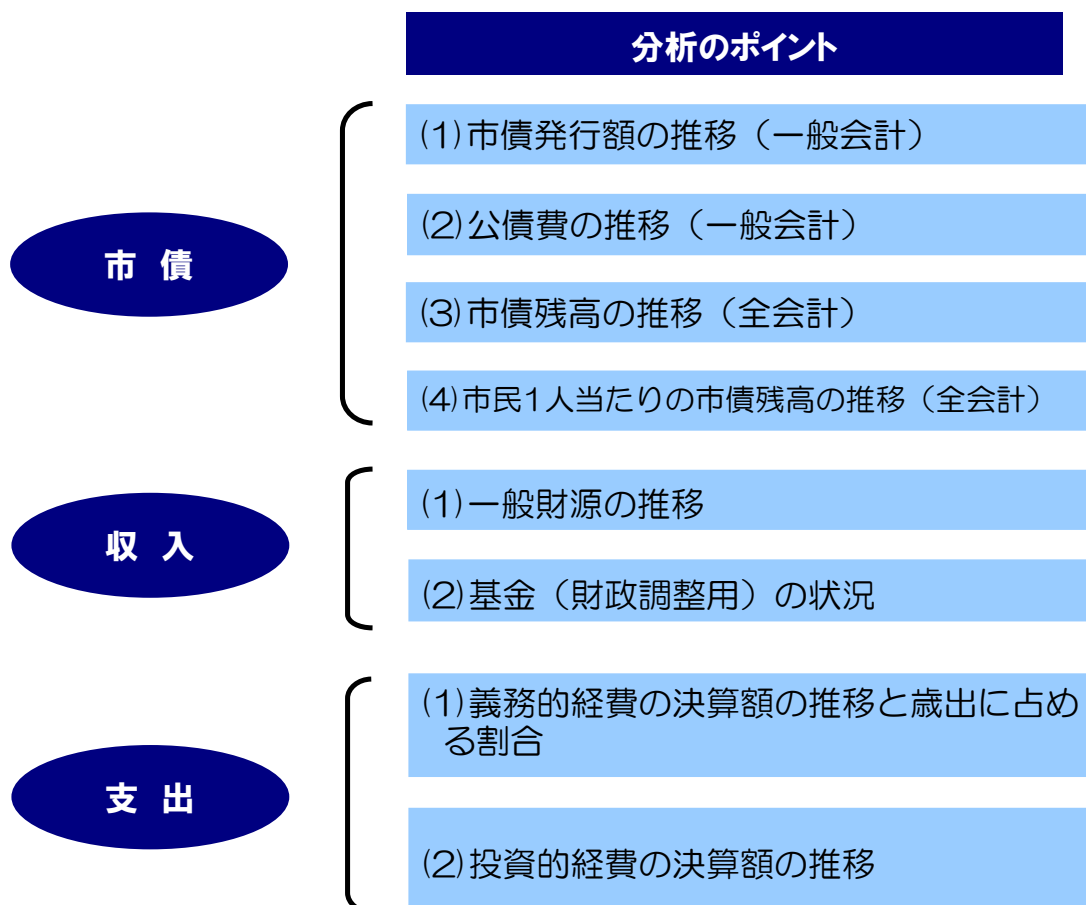 分析のポイント
市 債
(1)市債発行額の推移（一般会計）
(2)公債費の推移（一般会計）
(3)市債残高の推移（全会計）
(4)市民1人当たりの市債残高の推移（全会計）
収 入
(1)一般財源の推移
(2)基金（財政調整用）の状況
支 出
(1)義務的経費の決算額の推移と歳出に占め
る割合
(2)投資的経費の決算額の推移